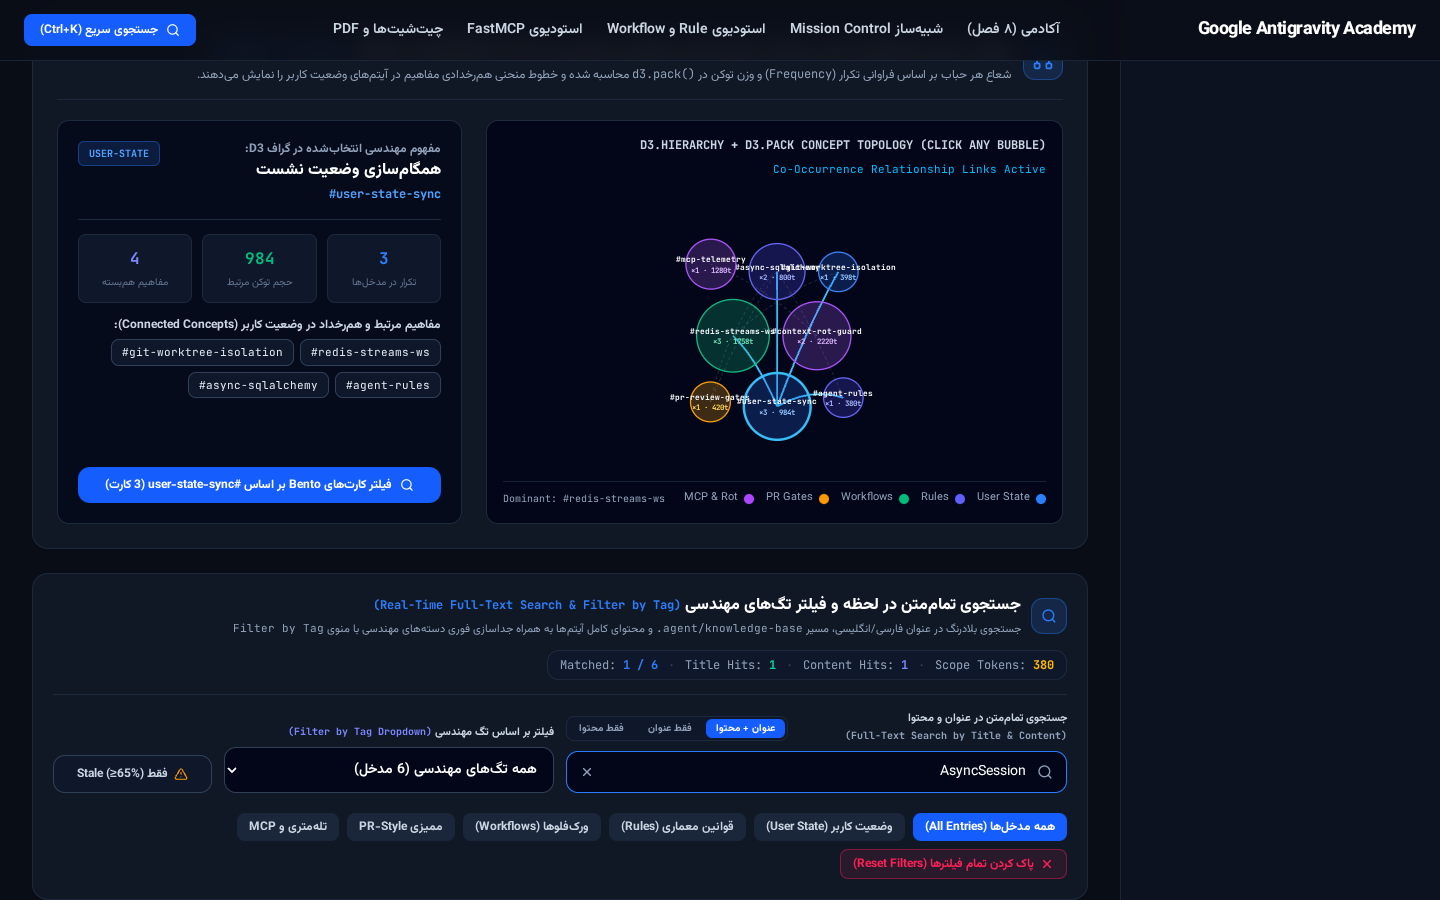 Google Antigravity Academy
آکادمی (۸ فصل)
شبیه‌ساز Mission Control
استودیوی Rule و Workflow
استودیوی FastMCP
چیت‌شیت‌ها و PDF
جستجوی سریع (Ctrl+K)
شعاع هر حباب بر اساس فراوانی تکرار (Frequency) و وزن توکن در d3.pack() محاسبه شده و خطوط منحنی هم‌رخدادی مفاهیم در آیتم‌های وضعیت کاربر را نمایش می‌دهند.
D3.HIERARCHY + D3.PACK CONCEPT TOPOLOGY (CLICK ANY BUBBLE)
Co-Occurrence Relationship Links Active
#mcp-telemetry
×1 · 1280t
#async-sqlalchemy
×2 · 800t
#git-worktree-isolation
×1 · 398t
#redis-streams-ws
×3 · 1758t
#context-rot-guard
×2 · 2220t
#pr-review-gates
×1 · 420t
#user-state-sync
×3 · 984t
#agent-rules
×1 · 380t
User State
Rules
Workflows
PR Gates
MCP & Rot
Dominant: #redis-streams-ws
مفهوم مهندسی انتخاب‌شده در گراف D3:
USER-STATE
همگام‌سازی وضعیت نشست
#user-state-sync
3
تکرار در مدخل‌ها
984
حجم توکن مرتبط
4
مفاهیم هم‌بسته
مفاهیم مرتبط و هم‌رخداد در وضعیت کاربر (Connected Concepts):
#redis-streams-ws
#git-worktree-isolation
#agent-rules
#async-sqlalchemy
فیلتر کارت‌های Bento بر اساس #user-state-sync (3 کارت)
جستجوی تمام‌متن در لحظه و فیلتر تگ‌های مهندسی (Real-Time Full-Text Search & Filter by Tag)
جستجوی بلادرنگ در عنوان فارسی/انگلیسی، مسیر .agent/knowledge-base و محتوای کامل آیتم‌ها به همراه جداسازی فوری دسته‌های مهندسی با منوی Filter by Tag
Matched: 1 / 6 · Title Hits: 1 · Content Hits: 1 · Scope Tokens: 380
جستجوی تمام‌متن در عنوان و محتوا
(Full-Text Search by Title & Content)
عنوان + محتوا
فقط عنوان
فقط محتوا
AsyncSession
فیلتر بر اساس تگ مهندسی (Filter by Tag Dropdown)
همه تگ‌های مهندسی (6 مدخل)
فقط Stale (≥65%)
همه مدخل‌ها (All Entries)
وضعیت کاربر (User State)
قوانین معماری (Rules)
ورک‌فلوها (Workflows)
ممیزی PR-Style
تله‌متری و MCP
پاک کردن تمام فیلترها (Reset Filters)